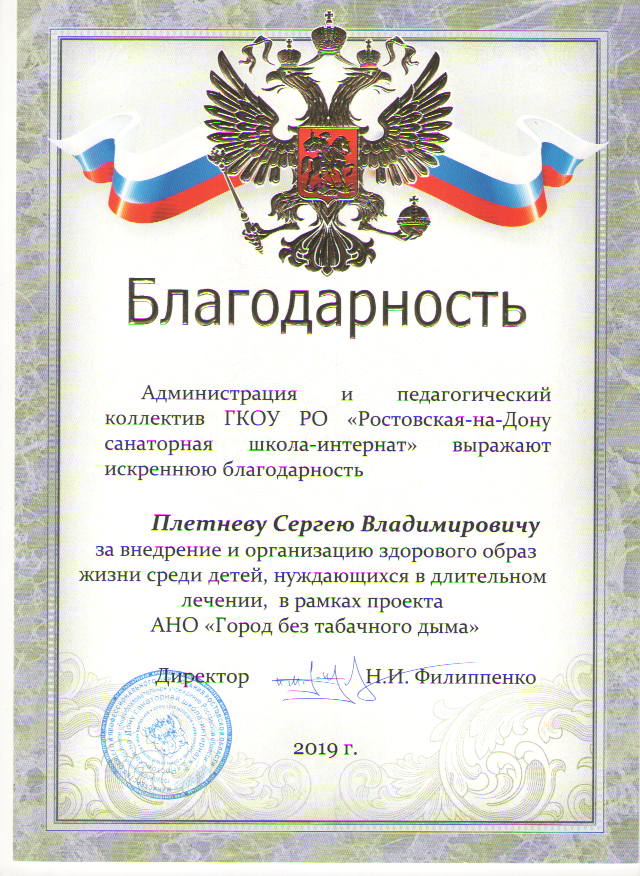 Благодарность
Администрация и педагогический
коллектив ГКОУ РО «Ростовская-на-Дону
санаторная школа-интернат» выражают
искреннюю благодарность
Плетневу Сергею Владимировичу
за внедрение и организацию здорового образ
жизни среди детей, нуждающихся в длительном
лечении, в рамках проекта
АНО «Город без табачного дыма»
Директор Н.И. Филиппенко
2019 г.